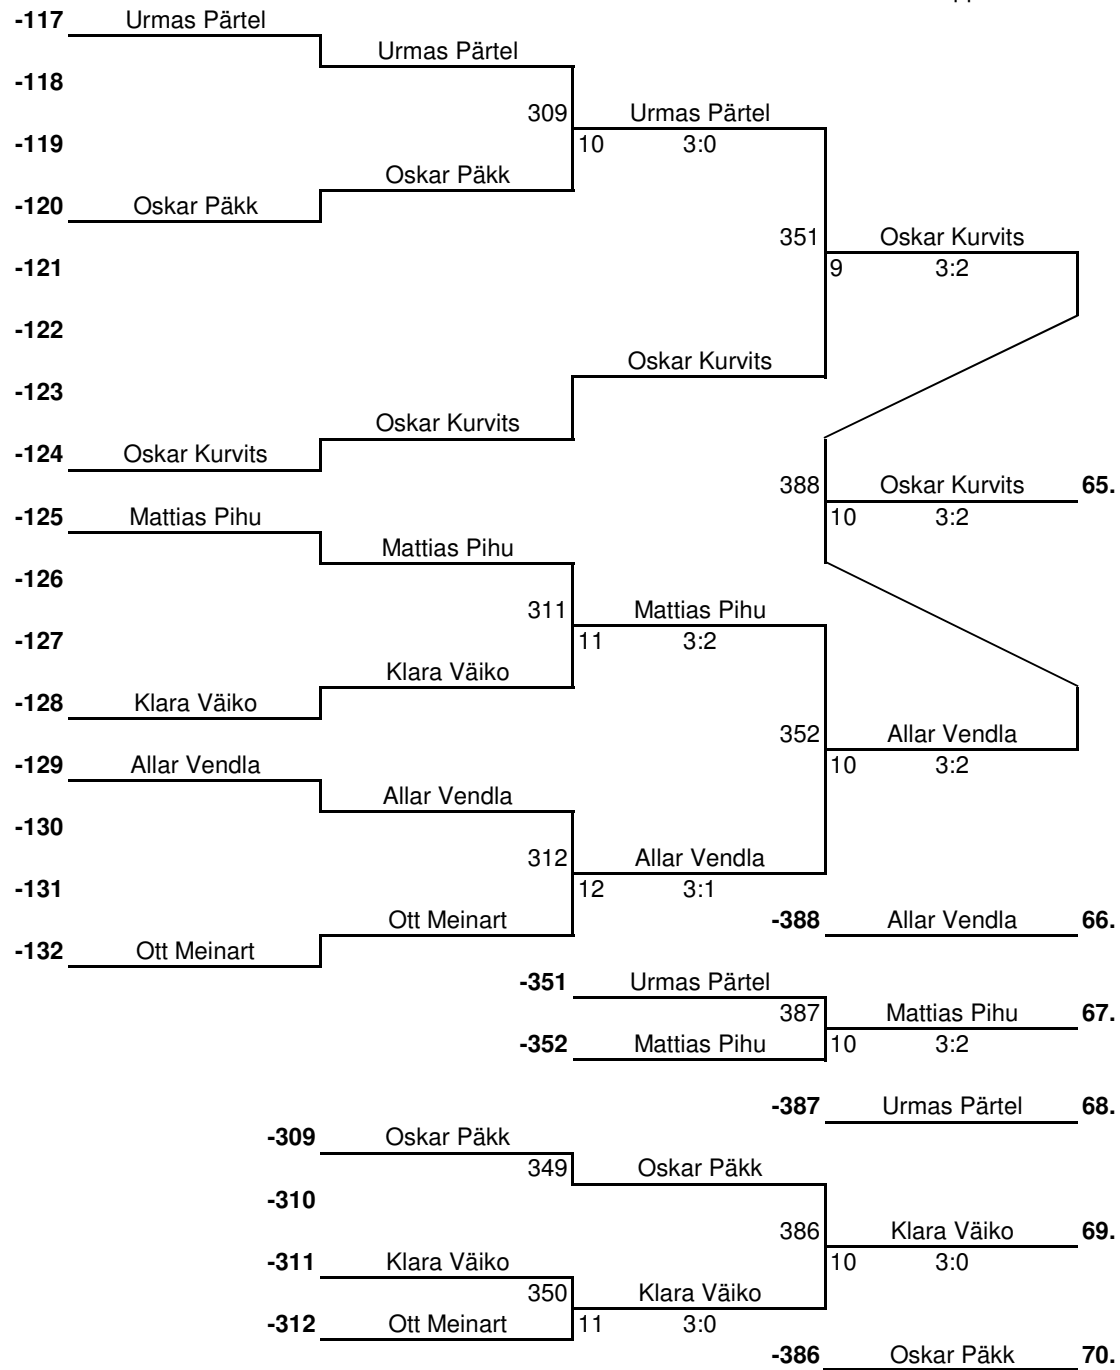 -117 Urmas Pärtel
Urmas Pärtel
-118
309 Urmas Pärtel
-119 10 3:0
Oskar Päkk
-120 Oskar Päkk
351 Oskar Kurvits
-121 9 3:2
-122
Oskar Kurvits
-123
Oskar Kurvits
-124 Oskar Kurvits
388 Oskar Kurvits 65.
-125 Mattias Pihu 10 3:2
Mattias Pihu
-126
311 Mattias Pihu
-127 11 3:2
Klara Väiko
-128 Klara Väiko
352 Allar Vendla
-129 Allar Vendla 10 3:2
Allar Vendla
-130
312 Allar Vendla
-131 12 3:1
Ott Meinart -388 Allar Vendla 66.
-132 Ott Meinart
-351 Urmas Pärtel
387 Mattias Pihu 67.
-352 Mattias Pihu 10 3:2
-387 Urmas Pärtel 68.
-309 Oskar Päkk
349 Oskar Päkk
-310
386 Klara Väiko 69.
-311 Klara Väiko 10 3:0
350 Klara Väiko
-312 Ott Meinart 11 3:0
-386 Oskar Päkk 70.